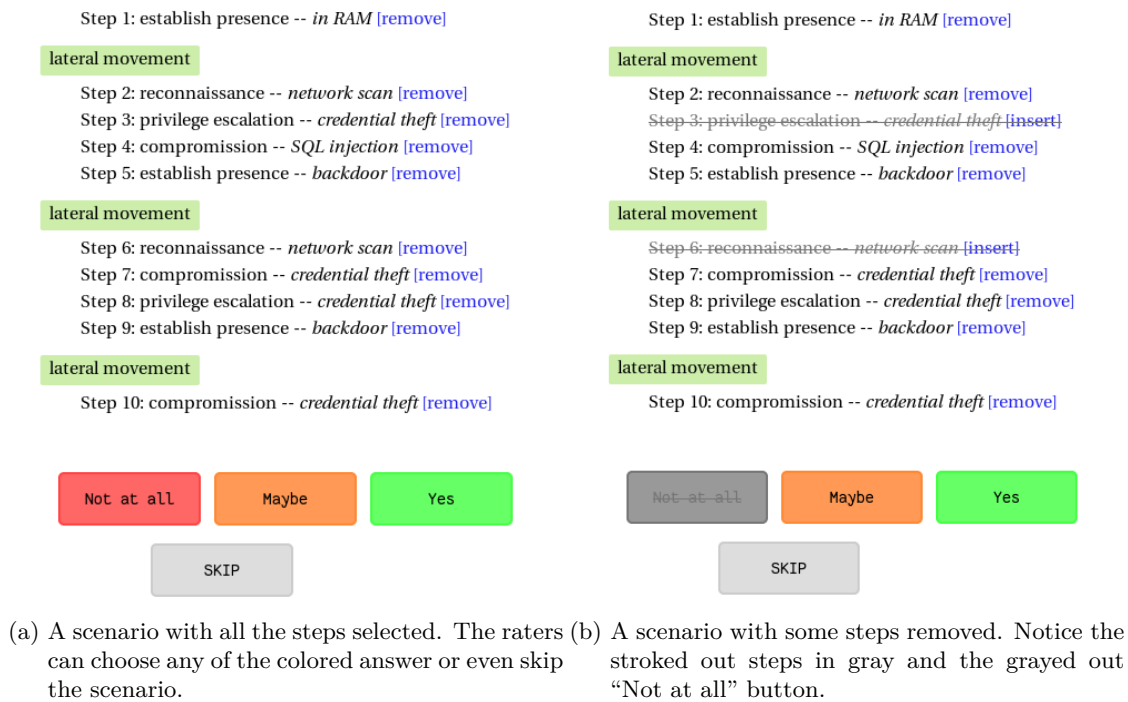 Step 1: establish presence -- in RAM [remove]
lateral movement
Step 2: reconnaissance -- network scan [remove]
Step 3: privilege escalation -- credential theft [remove]
Step 4: compromission -- SQL injection [remove]
Step 5: establish presence -- backdoor [remove]
lateral movement
Step 6: reconnaissance -- network scan [remove]
Step 7: compromission -- credential theft [remove]
Step 8: privilege escalation -- credential theft [remove]
Step 9: establish presence -- backdoor [remove]
lateral movement
Step 10: compromission -- credential theft [remove]
Not at all
Maybe
Yes
SKIP
(a) A scenario with all the steps selected. The raters
can choose any of the colored answer or even skip
the scenario.
Step 1: establish presence -- in RAM [remove]
lateral movement
Step 2: reconnaissance -- network scan [remove]
Step 3: privilege escalation -- credential theft [insert]
Step 4: compromission -- SQL injection [remove]
Step 5: establish presence -- backdoor [remove]
lateral movement
Step 6: reconnaissance -- network scan [insert]
Step 7: compromission -- credential theft [remove]
Step 8: privilege escalation -- credential theft [remove]
Step 9: establish presence -- backdoor [remove]
lateral movement
Step 10: compromission -- credential theft [remove]
Not at all
Maybe
Yes
SKIP
(b) A scenario with some steps removed. Notice the
stroked out steps in gray and the grayed out
“Not at all” button.